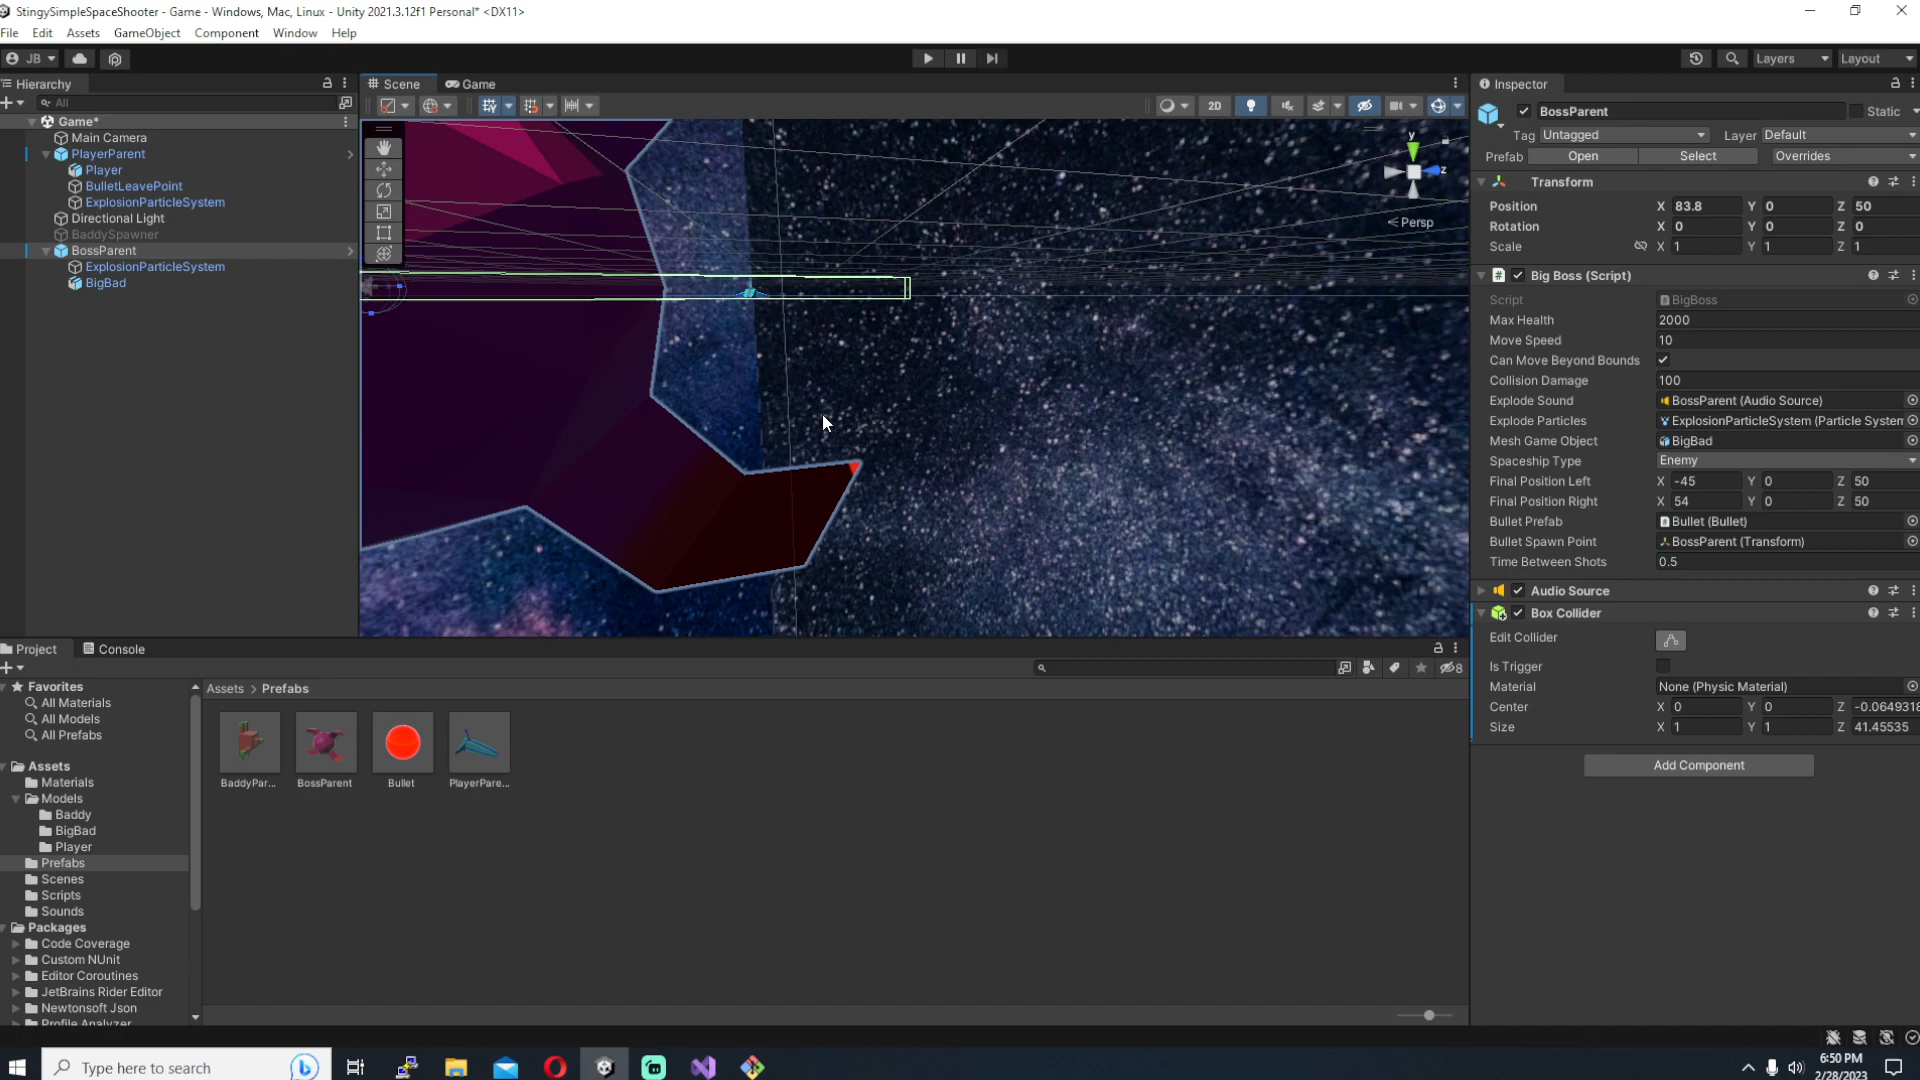 StingySimpleSpaceShooter - Game - Windows, Mac, Linux - Unity 2021.3.12f1 Personal* <DX11>
File Edit Assets GameObject Component Window Help
JB
Layers Layout
Hierarchy
All
Game*
Main Camera
PlayerParent
Player
BulletLeavePoint
ExplosionParticleSystem
Directional Light
BaddySpawner
BossParent
ExplosionParticleSystem
BigBad
Scene Game
2D
y
z
Persp
Inspector
BossParent Static
Tag Untagged Layer Default
Prefab Open Select Overrides
Transform
Position X 83.8 Y 0 Z 50
Rotation X 0 Y 0 Z 0
Scale X 1 Y 1 Z 1
Big Boss (Script)
Script BigBoss
Max Health 2000
Move Speed 10
Can Move Beyond Bounds
Collision Damage 100
Explode Sound BossParent (Audio Source)
Explode Particles ExplosionParticleSystem (Particle System
Mesh Game Object BigBad
Spaceship Type Enemy
Final Position Left X -45 Y 0 Z 50
Final Position Right X 54 Y 0 Z 50
Bullet Prefab Bullet (Bullet)
Bullet Spawn Point BossParent (Transform)
Time Between Shots 0.5
Audio Source
Box Collider
Edit Collider
Is Trigger
Material None (Physic Material)
Center X 0 Y 0 Z -0.0649318
Size X 1 Y 1 Z 41.45535
Add Component
Project Console
8
Favorites
All Materials
All Models
All Prefabs
Assets
Materials
Models
Baddy
BigBad
Player
Prefabs
Scenes
Scripts
Sounds
Packages
Code Coverage
Custom NUnit
Editor Coroutines
JetBrains Rider Editor
Newtonsoft Json
Profile Analyzer
Assets > Prefabs
BaddyPar... BossParent Bullet PlayerPare...
Type here to search
6:50 PM
2/28/2023